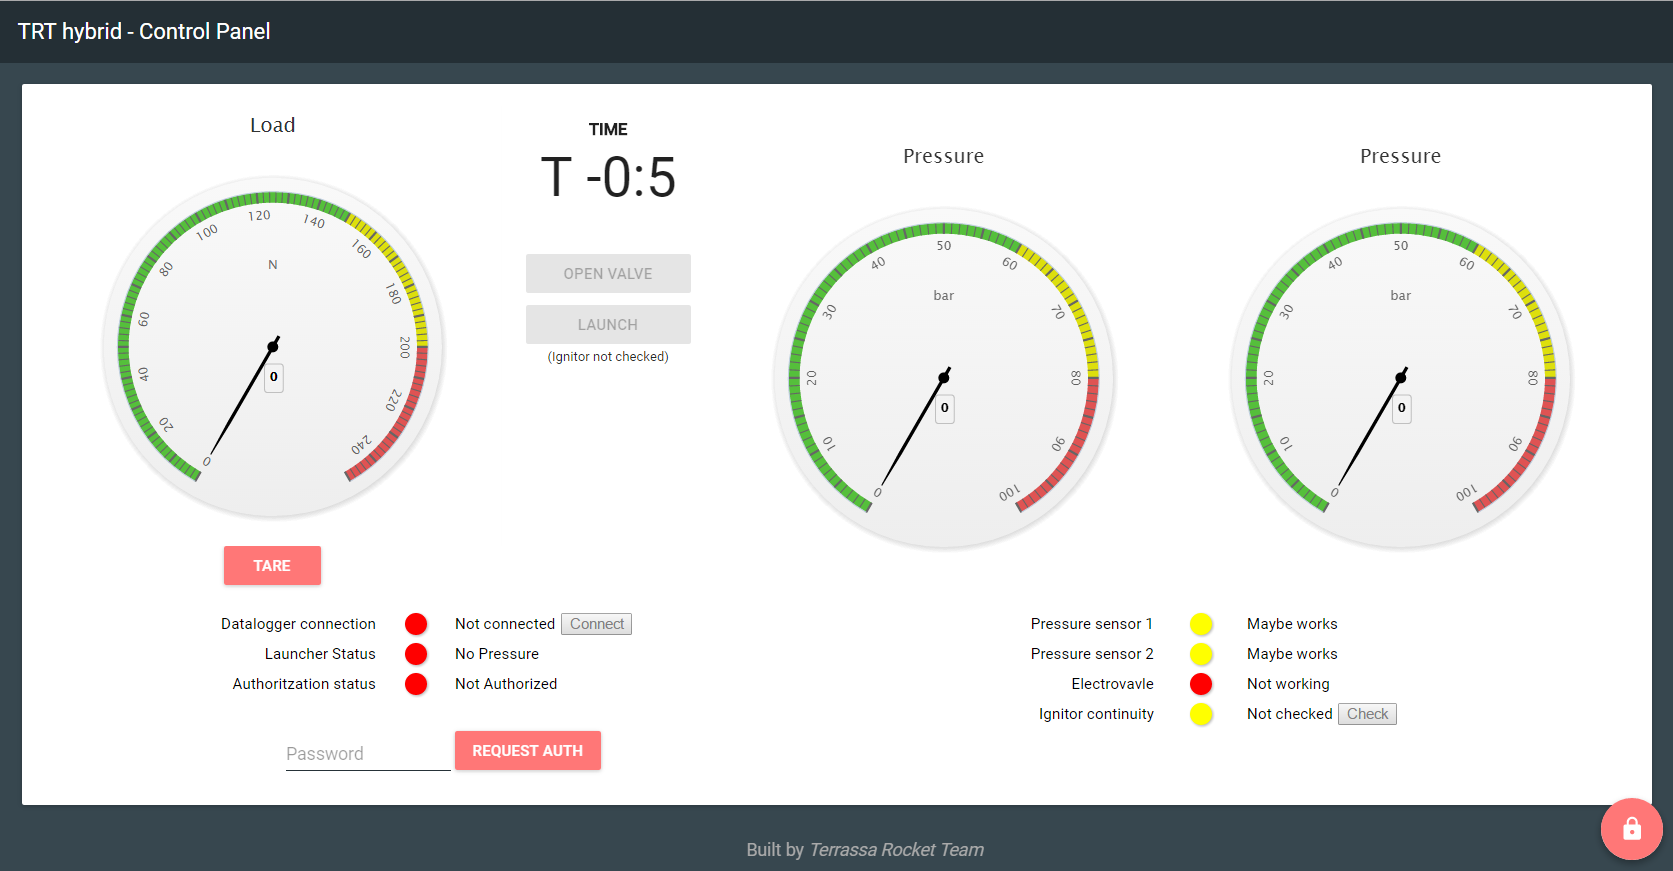 TRT hybrid - Control Panel
Load
0
20
40
60
80
100
120
140
160
180
200
220
240
N
0
TARE
TIME
T -0:5
OPEN VALVE
LAUNCH
(Ignitor not checked)
Pressure
0
10
20
30
40
50
60
70
80
90
100
bar
0
Pressure
0
10
20
30
40
50
60
70
80
90
100
bar
0
Datalogger connection Not connected Connect
Launcher Status No Pressure
Authoritzation status Not Authorized
Password REQUEST AUTH
Pressure sensor 1 Maybe works
Pressure sensor 2 Maybe works
Electrovavle Not working
Ignitor continuity Not checked Check
Built by Terrassa Rocket Team